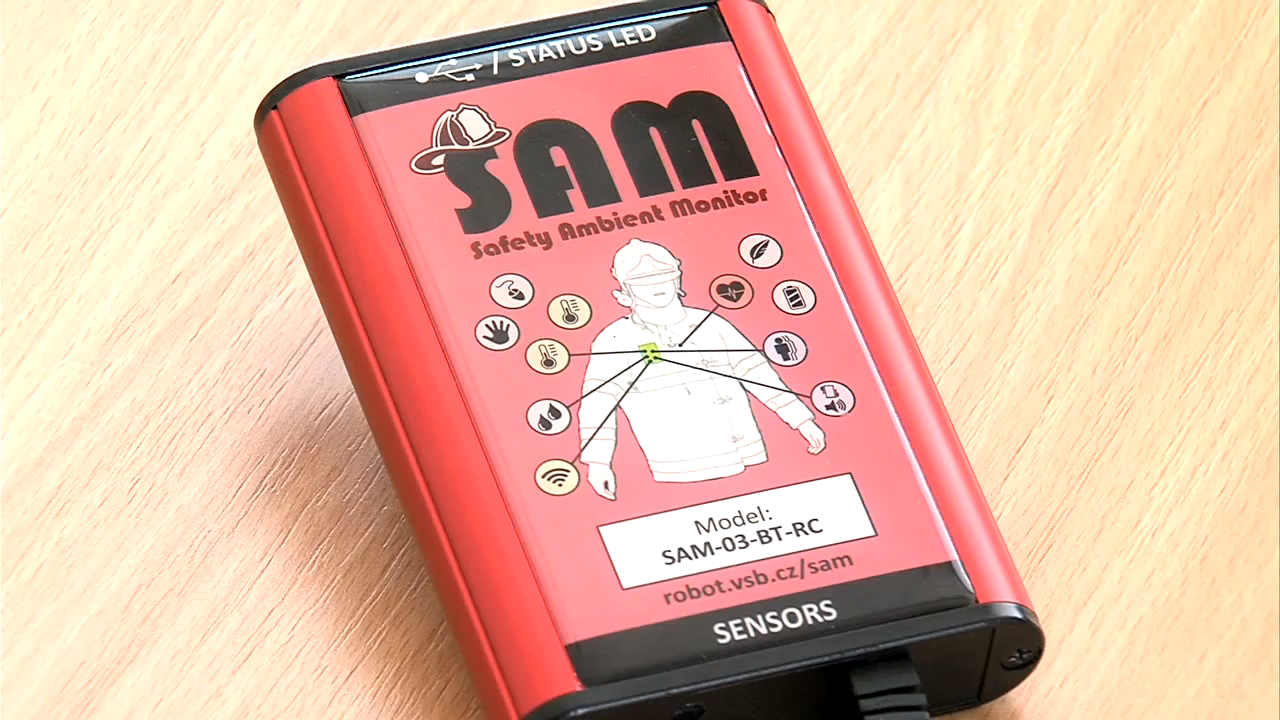 / STATUS LED
SAM
Safety Ambient Monitor
Model:
SAM-03-BT-RC
robot.vsb.cz/sam
SENSORS